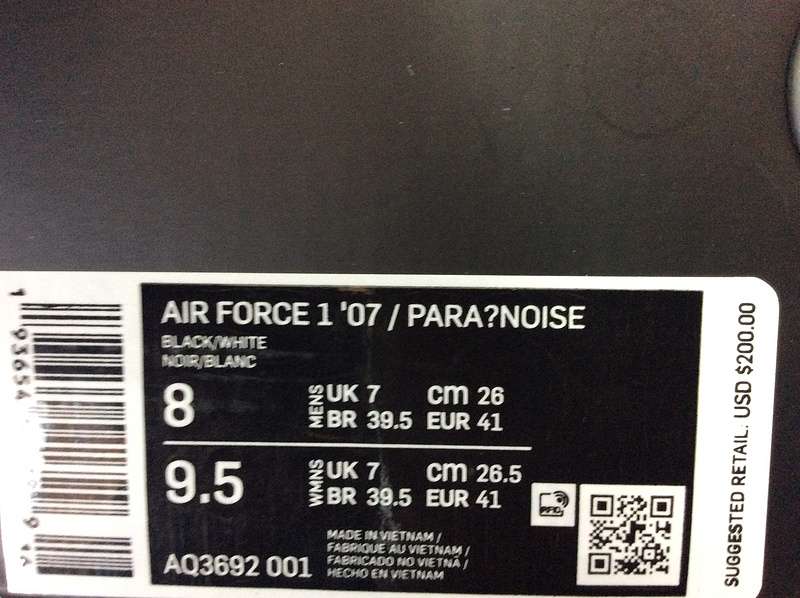 AIR FORCE 1 '07 / PARA?NOISE
BLACK/WHITE
NOIR/BLANC
8
MENS
UK 7 cm 26
BR 39.5 EUR 41
9.5
WMNS
UK 7 cm 26.5
BR 39.5 EUR 41
RFID
AQ3692 001
MADE IN VIETNAM /
FABRIQUE AU VIETNAM /
FABRICADO NO VIETNÃ /
HECHO EN VIETNAM
SUGGESTED RETAIL: USD $200.00